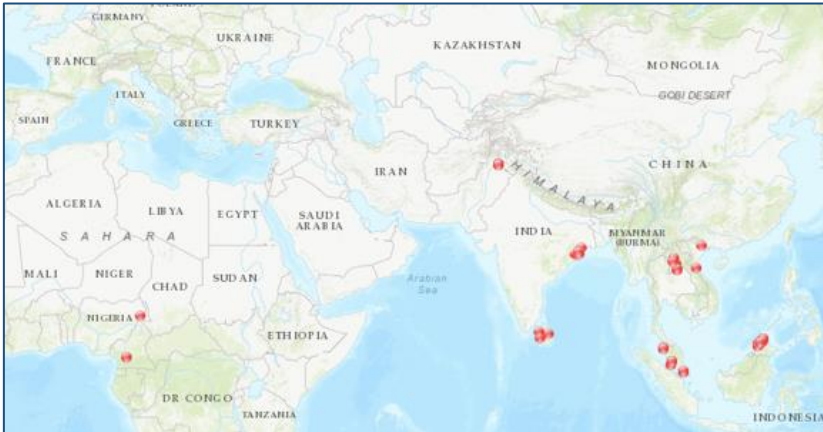 GERMANY
UKRAINE
KAZAKHSTAN
FRANCE
MONGOLIA
ITALY
GOBI DESERT
SPAIN
GREECE
TURKEY
IRAN
HIMALAYA
CHINA
ALGERIA
LIBYA
EGYPT
SAUDI
ARABIA
SAHARA
INDIA
MYANMAR
(BURMA)
MALI
NIGER
CHAD
SUDAN
Arabian
Sea
NIGERIA
ETHIOPIA
DR CONGO
TANZANIA
INDONESIA